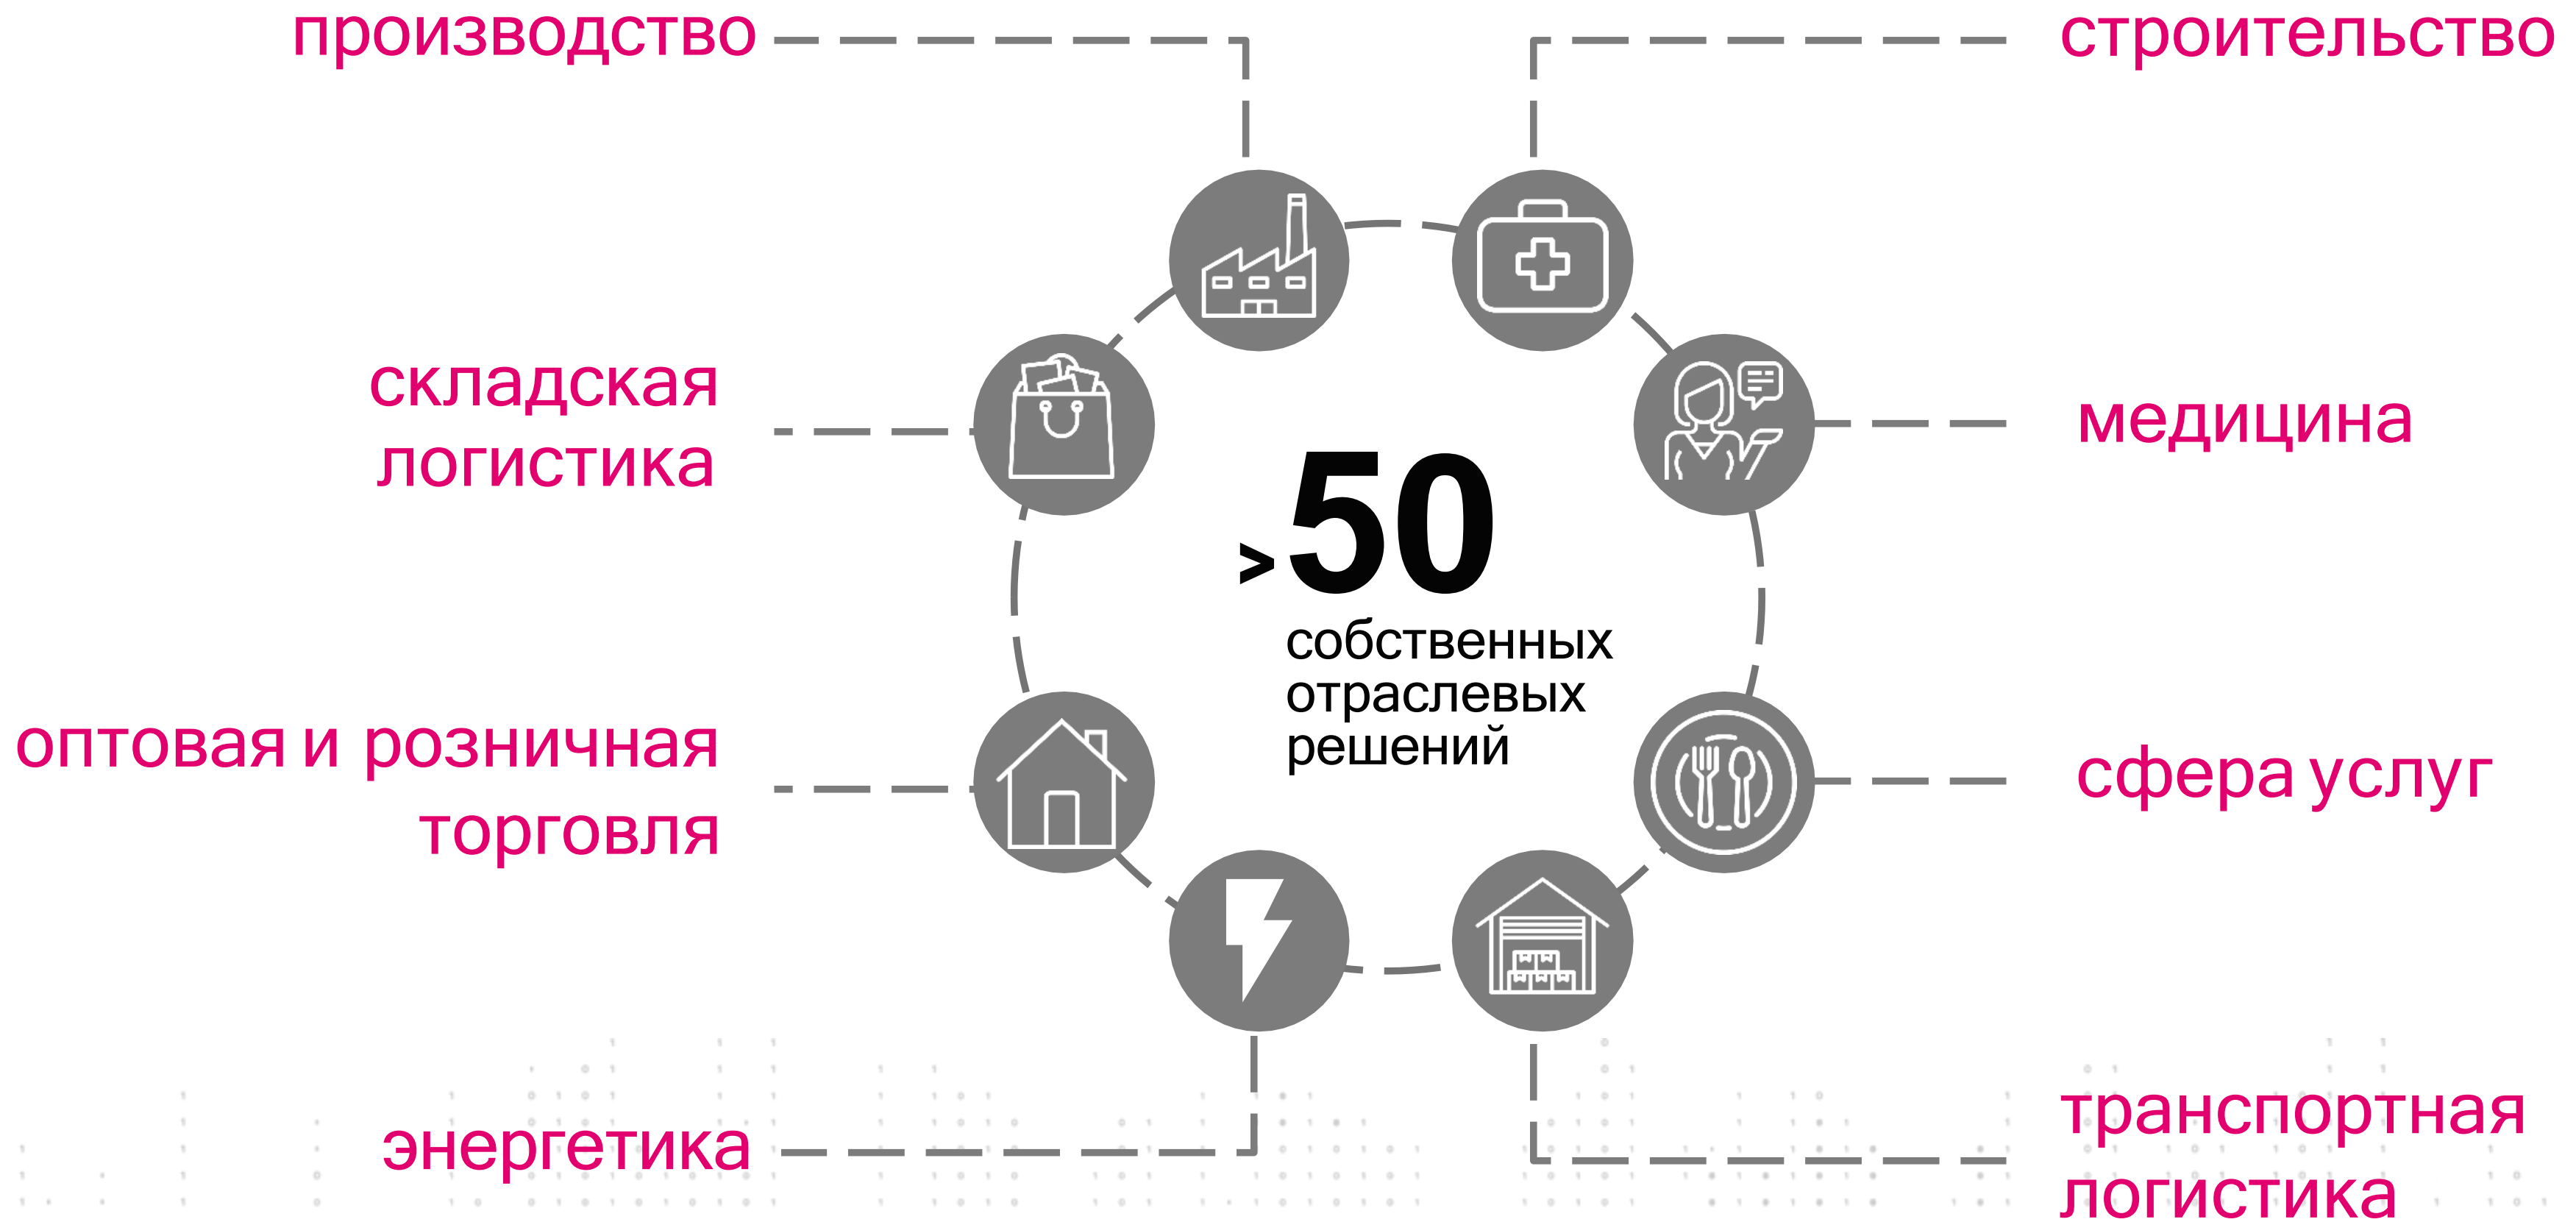 производство
строительство
складская
логистика
медицина
>50
собственных
отраслевых
решений
оптовая и розничная
торговля
сфера услуг
энергетика
транспортная
логистика